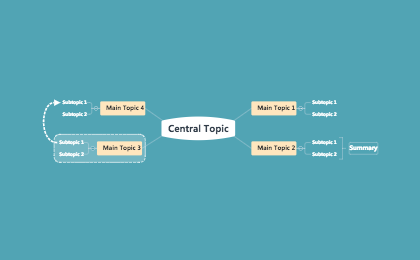 Central Topic
Main Topic 1
Subtopic 1
Subtopic 2
Main Topic 2
Subtopic 1
Subtopic 2
Summary
Main Topic 3
Subtopic 1
Subtopic 2
Main Topic 4
Subtopic 1
Subtopic 2